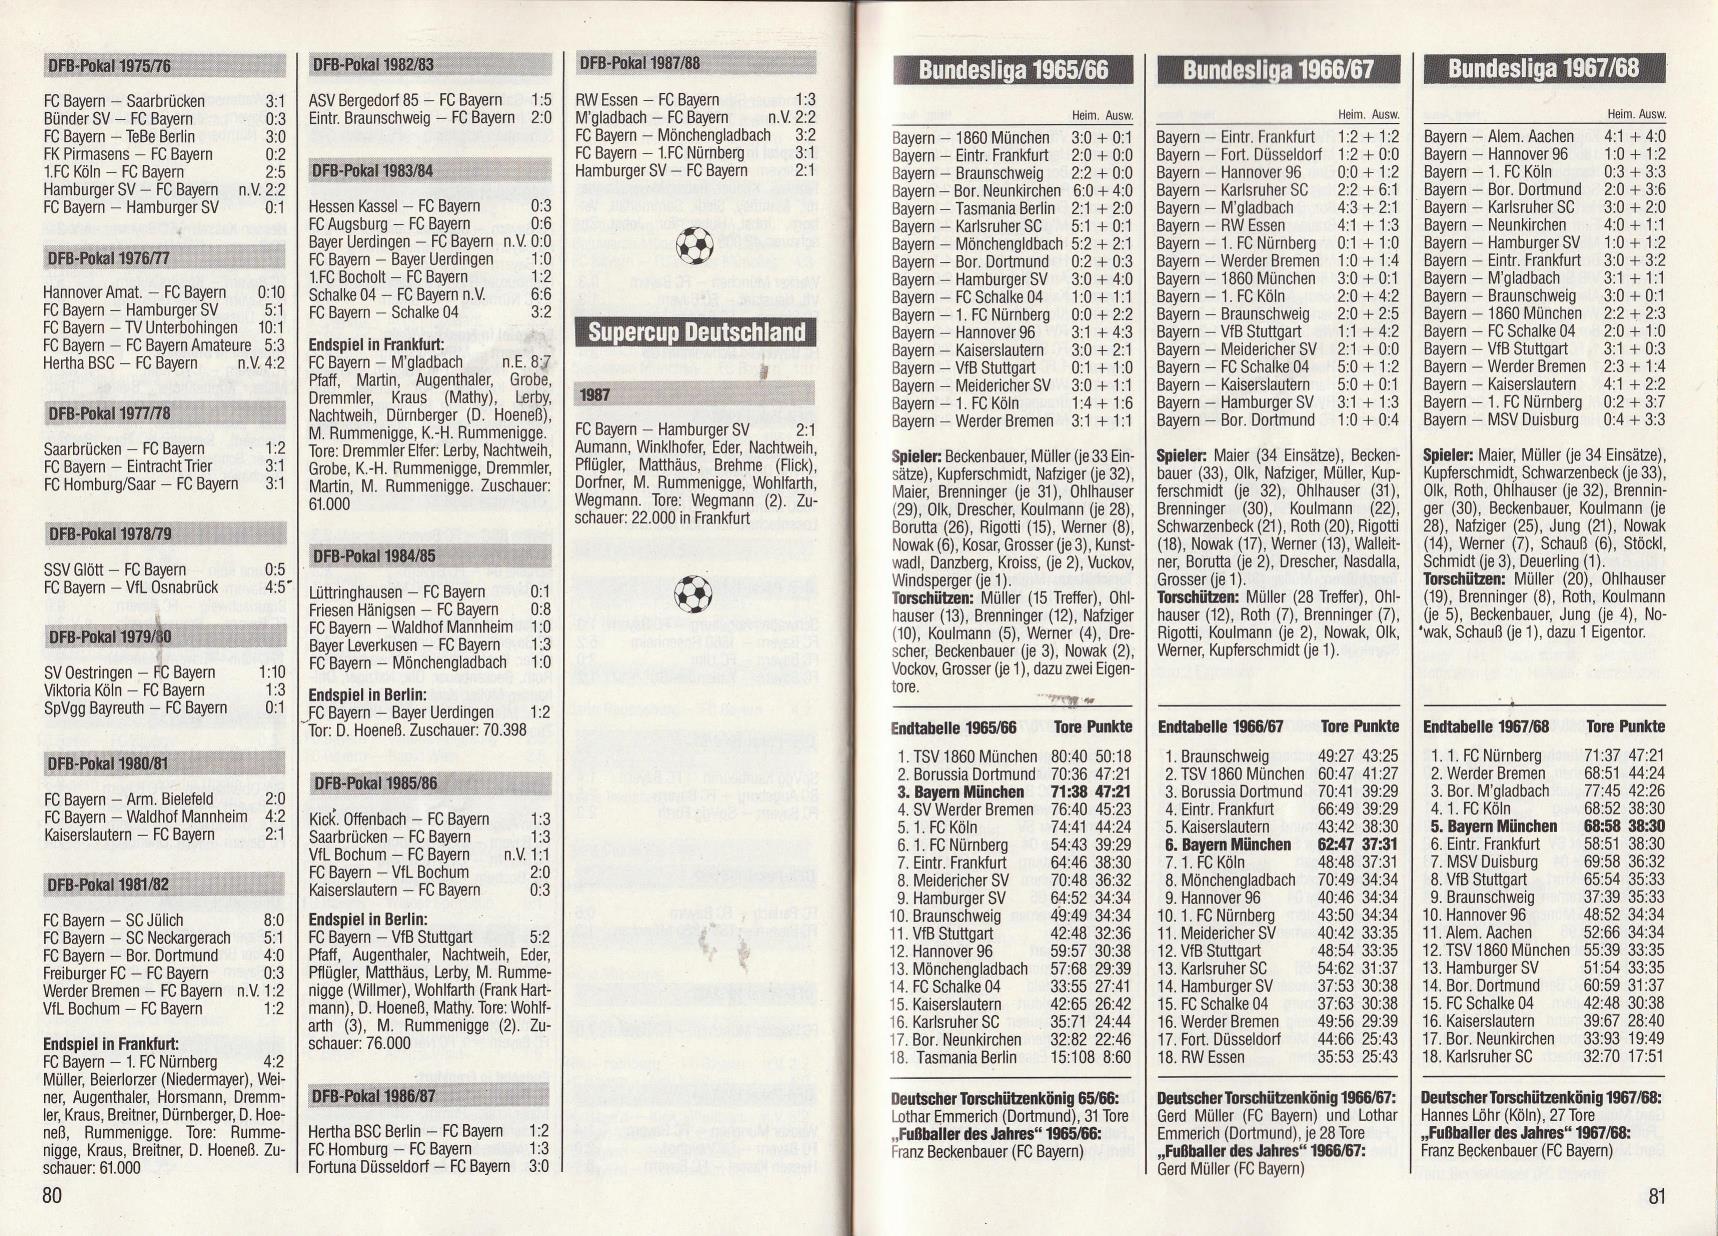 DFB-Pokal 1975/76
FC Bayern — Saarbrücken 3:1
Bünder SV — FC Bayern 0:3
FC Bayern — TeBe Berlin 3:0
FK Pirmasens — FC Bayern 0:2
1.FC Köln — FC Bayern 2:5
Hamburger SV — FC Bayern n.V. 2:2
FC Bayern — Hamburger SV 0:1
DFB-Pokal 1976/77
Hannover Amat. — FC Bayern 0:10
FC Bayern — Hamburger SV 5:1
FC Bayern — TV Unterbohingen 10:1
FC Bayern — FC Bayern Amateure 5:3
Hertha BSC — FC Bayern n.V. 4:2
DFB-Pokal 1977/78
Saarbrücken — FC Bayern 1:2
FC Bayern — Eintracht Trier 3:1
FC Homburg/Saar — FC Bayern 3:1
DFB-Pokal 1978/79
SSV Glött — FC Bayern 0:5
FC Bayern — VfL Osnabrück 4:5
DFB-Pokal 1979/80
SV Oestringen — FC Bayern 1:10
Viktoria Köln — FC Bayern 1:3
SpVgg Bayreuth — FC Bayern 0:1
DFB-Pokal 1980/81
FC Bayern — Arm. Bielefeld 2:0
FC Bayern — Waldhof Mannheim 4:2
Kaiserslautern — FC Bayern 2:1
DFB-Pokal 1981/82
FC Bayern — SC Jülich 8:0
FC Bayern — SC Neckargerach 5:1
FC Bayern — Bor. Dortmund 4:0
Freiburger FC — FC Bayern 0:3
Werder Bremen — FC Bayern n.V. 1:2
VfL Bochum — FC Bayern 1:2
Endspiel in Frankfurt:
FC Bayern — 1. FC Nürnberg 4:2
Müller, Beierlorzer (Niedermayer), Wei-
ner, Augenthaler, Horsmann, Dremm-
ler, Kraus, Breitner, Dürnberger, D. Hoe-
neß, Rummenigge. Tore: Rumme-
nigge, Kraus, Breitner, D. Hoeneß. Zu-
schauer: 61.000
80
DFB-Pokal 1982/83
ASV Bergedorf 85 — FC Bayern 1:5
Eintr. Braunschweig — FC Bayern 2:0
DFB-Pokal 1983/84
Hessen Kassel — FC Bayern 0:3
FC Augsburg — FC Bayern 0:6
Bayer Uerdingen — FC Bayern n.V. 0:0
FC Bayern — Bayer Uerdingen 1:0
1.FC Bocholt — FC Bayern 1:2
Schalke 04 — FC Bayern n.V. 6:6
FC Bayern — Schalke 04 3:2
Endspiel in Frankfurt:
FC Bayern — M'gladbach n.E. 8:7
Pfaff, Martin, Augenthaler, Grobe,
Dremmler, Kraus (Mathy), Lerby,
Nachtweih, Dürnberger (D. Hoeneß),
M. Rummenigge, K.-H. Rummenigge.
Tore: Dremmler Elfer: Lerby, Nachtweih,
Grobe, K.-H. Rummenigge, Dremmler,
Martin, M. Rummenigge. Zuschauer:
61.000
DFB-Pokal 1984/85
Lüttringhausen — FC Bayern 0:1
Friesen Hänigsen — FC Bayern 0:8
FC Bayern — Waldhof Mannheim 1:0
Bayer Leverkusen — FC Bayern 1:3
FC Bayern — Mönchengladbach 1:0
Endspiel in Berlin:
FC Bayern — Bayer Uerdingen 1:2
Tor: D. Hoeneß. Zuschauer: 70.398
DFB-Pokal 1985/86
Kick. Offenbach — FC Bayern 1:3
Saarbrücken — FC Bayern 1:3
VfL Bochum — FC Bayern n.V. 1:1
FC Bayern — VfL Bochum 2:0
Kaiserslautern — FC Bayern 0:3
Endspiel in Berlin:
FC Bayern — VfB Stuttgart 5:2
Pfaff, Augenthaler, Nachtweih, Eder,
Pflügler, Matthäus, Lerby, M. Rumme-
nigge (Willmer), Wohlfarth (Frank Hart-
mann), D. Hoeneß, Mathy. Tore: Wohlf-
arth (3), M. Rummenigge (2). Zu-
schauer: 76.000
DFB-Pokal 1986/87
Hertha BSC Berlin — FC Bayern 1:2
FC Homburg — FC Bayern 1:3
Fortuna Düsseldorf — FC Bayern 3:0
DFB-Pokal 1987/88
RW Essen — FC Bayern 1:3
M'gladbach — FC Bayern n.V. 2:2
FC Bayern — Mönchengladbach 3:2
FC Bayern — 1.FC Nürnberg 3:1
Hamburger SV — FC Bayern 2:1
Supercup Deutschland
1987
FC Bayern — Hamburger SV 2:1
Aumann, Winklhofer, Eder, Nachtweih,
Pflügler, Matthäus, Brehme (Flick),
Dorfner, M. Rummenigge, Wohlfarth,
Wegmann. Tore: Wegmann (2). Zu-
schauer: 22.000 in Frankfurt
Bundesliga 1965/66
Heim. Ausw.
Bayern — 1860 München 3:0 + 0:1
Bayern — Eintr. Frankfurt 2:0 + 0:0
Bayern — Braunschweig 2:2 + 0:0
Bayern — Bor. Neunkirchen 6:0 + 4:0
Bayern — Tasmania Berlin 2:1 + 2:0
Bayern — Karlsruher SC 5:1 + 0:1
Bayern — Mönchengldbach 5:2 + 2:1
Bayern — Bor. Dortmund 0:2 + 0:3
Bayern — Hamburger SV 3:0 + 4:0
Bayern — FC Schalke 04 1:0 + 1:1
Bayern — 1. FC Nürnberg 0:0 + 2:2
Bayern — Hannover 96 3:1 + 4:3
Bayern — Kaiserslautern 3:0 + 2:1
Bayern — VfB Stuttgart 0:1 + 1:0
Bayern — Meidericher SV 3:0 + 1:1
Bayern — 1. FC Köln 1:4 + 1:6
Bayern — Werder Bremen 3:1 + 1:1
Spieler: Beckenbauer, Müller (je 33 Ein-
sätze), Kupferschmidt, Nafziger (je 32),
Maier, Brenninger (je 31), Ohlhauser
(29), Olk, Drescher, Koulmann (je 28),
Borutta (26), Rigotti (15), Werner (8),
Nowak (6), Kosar, Grosser (je 3), Kunst-
wadl, Danzberg, Kroiss, (je 2), Vuckov,
Windsperger (je 1).
Torschützen: Müller (15 Treffer), Ohl-
hauser (13), Brenninger (12), Nafziger
(10), Koulmann (5), Werner (4), Dre-
scher, Beckenbauer (je 3), Nowak (2),
Vockov, Grosser (je 1), dazu zwei Eigen-
tore.
Endtabelle 1965/66 Tore Punkte
1. TSV 1860 München 80:40 50:18
2. Borussia Dortmund 70:36 47:21
3. Bayern München 71:38 47:21
4. SV Werder Bremen 76:40 45:23
5. 1. FC Köln 74:41 44:24
6. 1. FC Nürnberg 54:43 39:29
7. Eintr. Frankfurt 64:46 38:30
8. Meidericher SV 70:48 36:32
9. Hamburger SV 64:52 34:34
10. Braunschweig 49:49 34:34
11. VfB Stuttgart 42:48 32:36
12. Hannover 96 59:57 30:38
13. Mönchengladbach 57:68 29:39
14. FC Schalke 04 33:55 27:41
15. Kaiserslautern 42:65 26:42
16. Karlsruher SC 35:71 24:44
17. Bor. Neunkirchen 32:82 22:46
18. Tasmania Berlin 15:108 8:60
Deutscher Torschützenkönig 65/66:
Lothar Emmerich (Dortmund), 31 Tore
„Fußballer des Jahres" 1965/66:
Franz Beckenbauer (FC Bayern)
Bundesliga 1966/67
Heim. Ausw.
Bayern — Eintr. Frankfurt 1:2 + 1:2
Bayern — Fort. Düsseldorf 1:2 + 0:0
Bayern — Hannover 96 0:0 + 1:2
Bayern — Karlsruher SC 2:2 + 6:1
Bayern — M'gladbach 4:3 + 2:1
Bayern — RW Essen 4:1 + 1:3
Bayern — 1. FC Nürnberg 0:1 + 1:0
Bayern — Werder Bremen 1:0 + 1:4
Bayern — 1860 München 3:0 + 0:1
Bayern — 1. FC Köln 2:0 + 4:2
Bayern — Braunschweig 2:0 + 2:5
Bayern — VfB Stuttgart 1:1 + 4:2
Bayern — Meidericher SV 2:1 + 0:0
Bayern — FC Schalke 04 5:0 + 1:2
Bayern — Kaiserslautern 5:0 + 0:1
Bayern — Hamburger SV 3:1 + 1:3
Bayern — Bor. Dortmund 1:0 + 0:4
Spieler: Maier (34 Einsätze), Becken-
bauer (33), Olk, Nafziger, Müller, Kup-
ferschmidt (je 32), Ohlhauser (31),
Brenninger (30), Koulmann (22),
Schwarzenbeck (21), Roth (20), Rigotti
(18), Nowak (17), Werner (13), Walleit-
ner, Borutta (je 2), Drescher, Nasdalla,
Grosser (je 1).
Torschützen: Müller (28 Treffer), Ohl-
hauser (12), Roth (7), Brenninger (7),
Rigotti, Koulmann (je 2), Nowak, Olk,
Werner, Kupferschmidt (je 1).
Endtabelle 1966/67 Tore Punkte
1. Braunschweig 49:27 43:25
2. TSV 1860 München 60:47 41:27
3. Borussia Dortmund 70:41 39:29
4. Eintr. Frankfurt 66:49 39:29
5. Kaiserslautern 43:42 38:30
6. Bayern München 62:47 37:31
7. 1. FC Köln 48:48 37:31
8. Mönchengladbach 70:49 34:34
9. Hannover 96 40:46 34:34
10. 1. FC Nürnberg 43:50 34:34
11. Meidericher SV 40:42 33:35
12. VfB Stuttgart 48:54 33:35
13. Karlsruher SC 54:62 31:37
14. Hamburger SV 37:53 30:38
15. FC Schalke 04 37:63 30:38
16. Werder Bremen 49:56 29:39
17. Fort. Düsseldorf 44:66 25:43
18. RW Essen 35:53 25:43
Deutscher Torschützenkönig 1966/67:
Gerd Müller (FC Bayern) und Lothar
Emmerich (Dortmund), je 28 Tore
„Fußballer des Jahres" 1966/67:
Gerd Müller (FC Bayern)
Bundesliga 1967/68
Heim. Ausw.
Bayern — Alem. Aachen 4:1 + 4:0
Bayern — Hannover 96 1:0 + 1:2
Bayern — 1. FC Köln 0:3 + 3:3
Bayern — Bor. Dortmund 2:0 + 3:6
Bayern — Karlsruher SC 3:0 + 2:0
Bayern — Neunkirchen 4:0 + 1:1
Bayern — Hamburger SV 1:0 + 1:2
Bayern — Eintr. Frankfurt 3:0 + 3:2
Bayern — M'gladbach 3:1 + 1:1
Bayern — Braunschweig 3:0 + 0:1
Bayern — 1860 München 2:2 + 2:3
Bayern — FC Schalke 04 2:0 + 1:0
Bayern — VfB Stuttgart 3:1 + 0:3
Bayern — Werder Bremen 2:3 + 1:4
Bayern — Kaiserslautern 4:1 + 2:2
Bayern — 1. FC Nürnberg 0:2 + 3:7
Bayern — MSV Duisburg 0:4 + 3:3
Spieler: Maier, Müller (je 34 Einsätze),
Kupferschmidt, Schwarzenbeck (je 33),
Olk, Roth, Ohlhauser (je 32), Brennin-
ger (30), Beckenbauer, Koulmann (je
28), Nafziger (25), Jung (21), Nowak
(14), Werner (7), Schauß (6), Stöckl,
Schmidt (je 3), Deuerling (1).
Torschützen: Müller (20), Ohlhauser
(19), Brenninger (8), Roth, Koulmann
(je 5), Beckenbauer, Jung (je 4), No-
wak, Schauß (je 1), dazu 1 Eigentor.
Endtabelle 1967/68 Tore Punkte
1. 1. FC Nürnberg 71:37 47:21
2. Werder Bremen 68:51 44:24
3. Bor. M'gladbach 77:45 42:26
4. 1. FC Köln 68:52 38:30
5. Bayern München 68:58 38:30
6. Eintr. Frankfurt 58:51 38:30
7. MSV Duisburg 69:58 36:32
8. VfB Stuttgart 65:54 35:33
9. Braunschweig 37:39 35:33
10. Hannover 96 48:52 34:34
11. Alem. Aachen 52:66 34:34
12. TSV 1860 München 55:39 33:35
13. Hamburger SV 51:54 33:35
14. Bor. Dortmund 60:59 31:37
15. FC Schalke 04 42:48 30:38
16. Kaiserslautern 39:67 28:40
17. Bor. Neunkirchen 33:93 19:49
18. Karlsruher SC 32:70 17:51
Deutscher Torschützenkönig 1967/68:
Hannes Löhr (Köln), 27 Tore
„Fußballer des Jahres" 1967/68:
Franz Beckenbauer (FC Bayern)
81